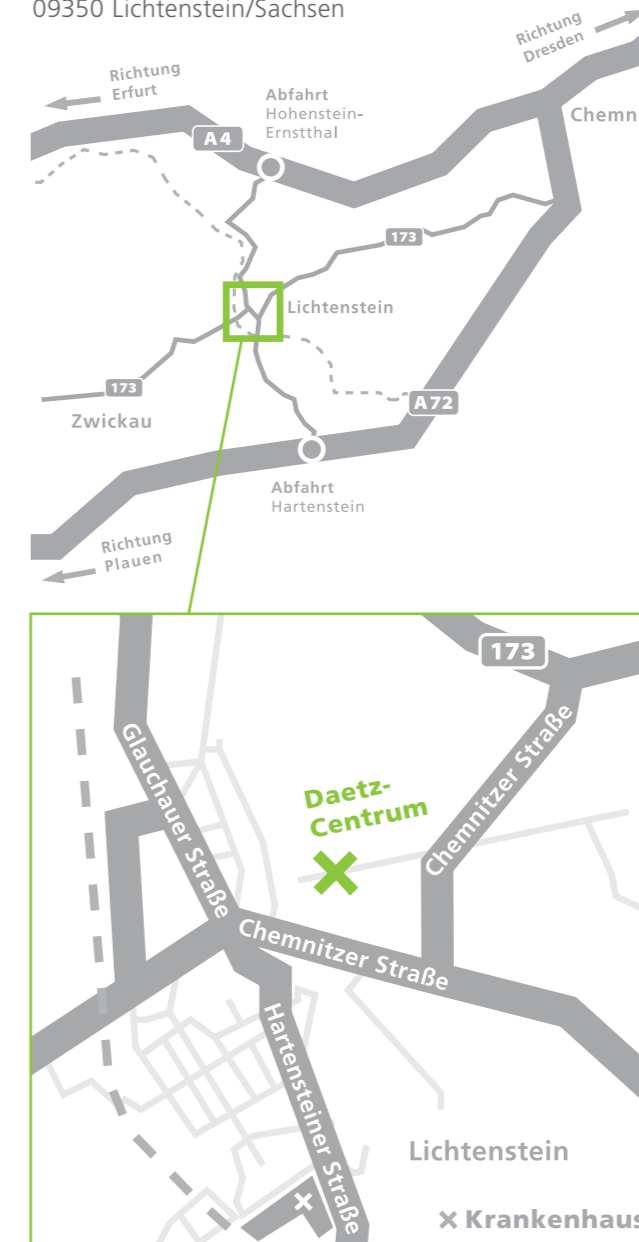 09350 Lichtenstein/Sachsen
Richtung
Dresden
Richtung
Erfurt
Abfahrt
Hohenstein-
Ernstthal
Chemn
A4
173
Lichtenstein
173
A72
Zwickau
Abfahrt
Hartenstein
Richtung
Plauen
173
Glauchauer Straße
Chemnitzer Straße
Daetz-
Centrum
Chemnitzer Straße
Hartensteiner Straße
Lichtenstein
Krankenhaus